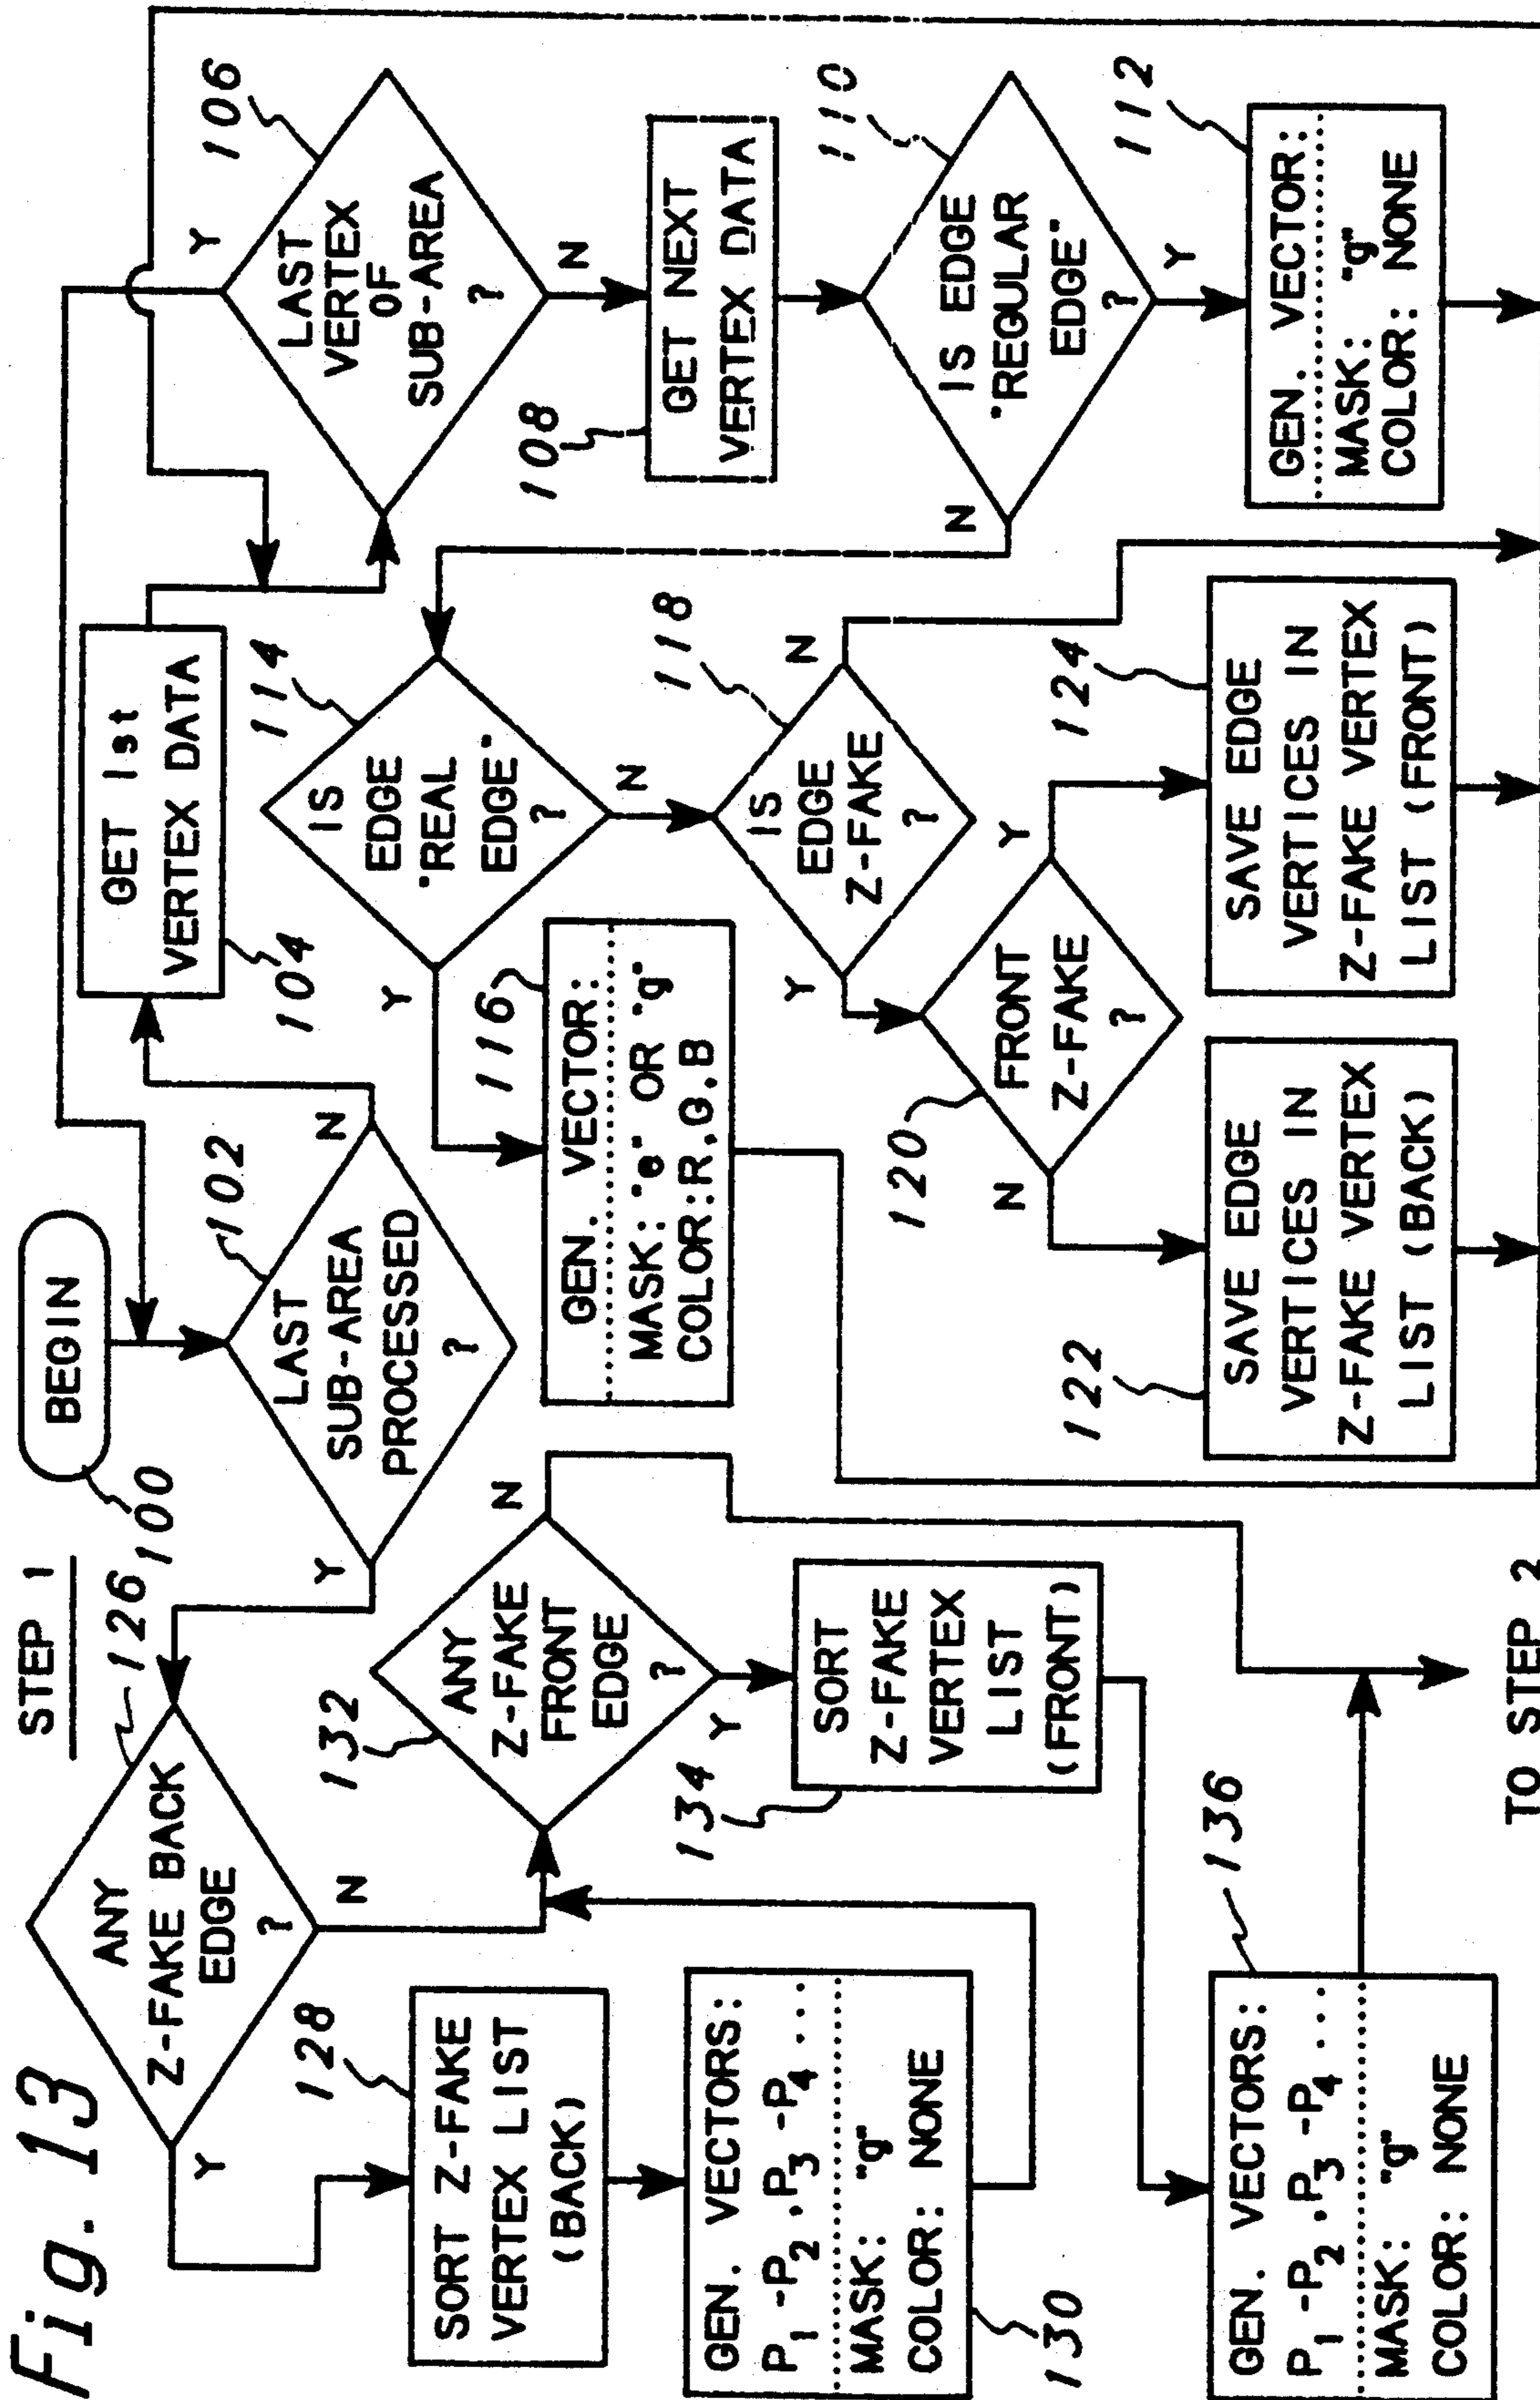 Fig. 13
STEP 1
BEGIN
100
LAST
SUB-AREA
PROCESSED
?
102
Y
N
GET 1st
VERTEX DATA
104
LAST
VERTEX
OF
SUB-AREA
?
106
Y
N
GET NEXT
VERTEX DATA
108
IS EDGE
"REGULAR
EDGE"
?
110
N
Y
GEN. VECTOR:
MASK: "g"
COLOR: NONE
112
IS
EDGE
"REAL
EDGE"
?
114
Y
N
GEN. VECTOR:
MASK: "e" OR "g"
COLOR:R.G.B
116
IS
EDGE
Z-FAKE
?
118
Y
N
FRONT
Z-FAKE
?
120
N
Y
SAVE EDGE
VERTICES IN
Z-FAKE VERTEX
LIST (BACK)
122
SAVE EDGE
VERTICES IN
Z-FAKE VERTEX
LIST (FRONT)
124
ANY
Z-FAKE BACK
EDGE
?
126
Y
N
SORT Z-FAKE
VERTEX LIST
(BACK)
128
GEN. VECTORS:
P1 -P2 .P3 -P4 ...
MASK: "g"
COLOR: NONE
130
ANY
Z-FAKE
FRONT
EDGE
?
132
N
Y
SORT
Z-FAKE
VERTEX
LIST
(FRONT)
134
GEN. VECTORS:
P1 -P2 .P3 -P4 ...
MASK: "g"
COLOR: NONE
136
TO STEP 2